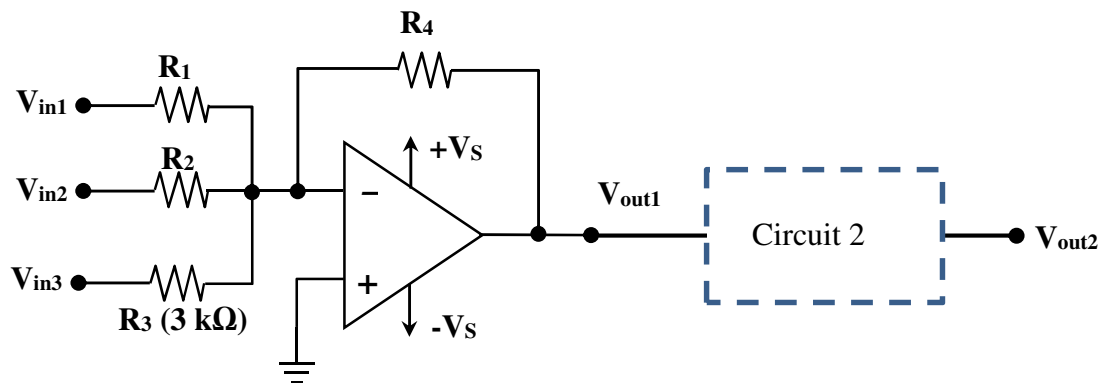 R₄
R₁
Vin1
+VS
R₂
Vin2
−
Vout1
Circuit 2
Vout2
Vin3
+
R₃ (3 kΩ)
-VS